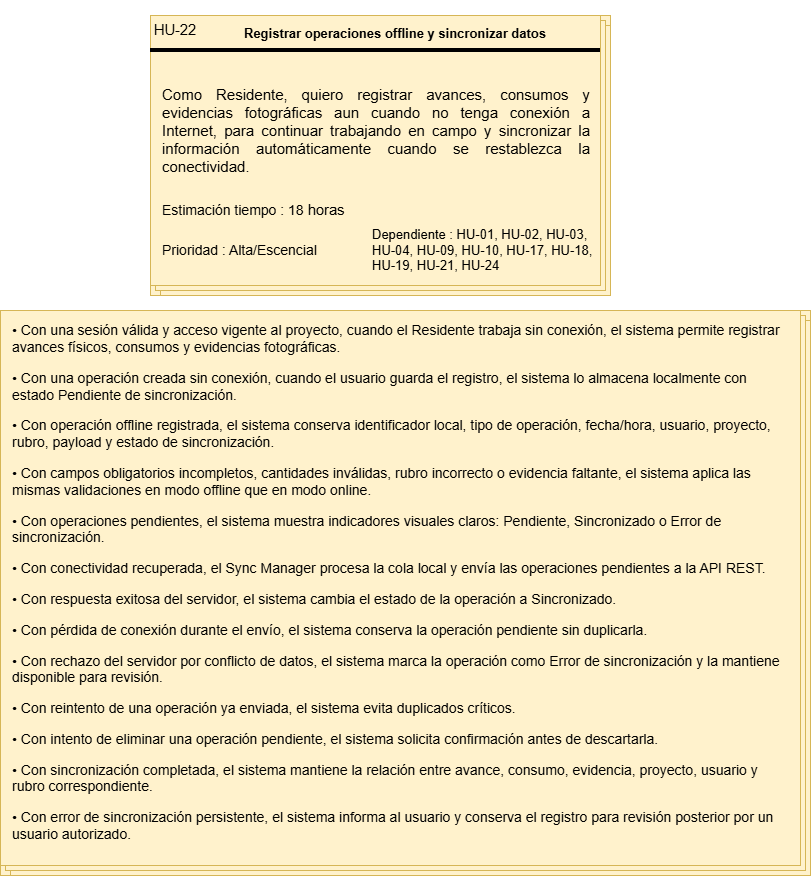 HU-22
Registrar operaciones offline y sincronizar datos
Como Residente, quiero registrar avances, consumos y
evidencias fotográficas aun cuando no tenga conexión a
Internet, para continuar trabajando en campo y sincronizar la
información automáticamente cuando se restablezca la
conectividad.
Estimación tiempo : 18 horas
Prioridad : Alta/Escencial
Dependiente : HU-01, HU-02, HU-03,
HU-04, HU-09, HU-10, HU-17, HU-18,
HU-19, HU-21, HU-24
• Con una sesión válida y acceso vigente al proyecto, cuando el Residente trabaja sin conexión, el sistema permite registrar
avances físicos, consumos y evidencias fotográficas.
• Con una operación creada sin conexión, cuando el usuario guarda el registro, el sistema lo almacena localmente con
estado Pendiente de sincronización.
• Con operación offline registrada, el sistema conserva identificador local, tipo de operación, fecha/hora, usuario, proyecto,
rubro, payload y estado de sincronización.
• Con campos obligatorios incompletos, cantidades inválidas, rubro incorrecto o evidencia faltante, el sistema aplica las
mismas validaciones en modo offline que en modo online.
• Con operaciones pendientes, el sistema muestra indicadores visuales claros: Pendiente, Sincronizado o Error de
sincronización.
• Con conectividad recuperada, el Sync Manager procesa la cola local y envía las operaciones pendientes a la API REST.
• Con respuesta exitosa del servidor, el sistema cambia el estado de la operación a Sincronizado.
• Con pérdida de conexión durante el envío, el sistema conserva la operación pendiente sin duplicarla.
• Con rechazo del servidor por conflicto de datos, el sistema marca la operación como Error de sincronización y la mantiene
disponible para revisión.
• Con reintento de una operación ya enviada, el sistema evita duplicados críticos.
• Con intento de eliminar una operación pendiente, el sistema solicita confirmación antes de descartarla.
• Con sincronización completada, el sistema mantiene la relación entre avance, consumo, evidencia, proyecto, usuario y
rubro correspondiente.
• Con error de sincronización persistente, el sistema informa al usuario y conserva el registro para revisión posterior por un
usuario autorizado.